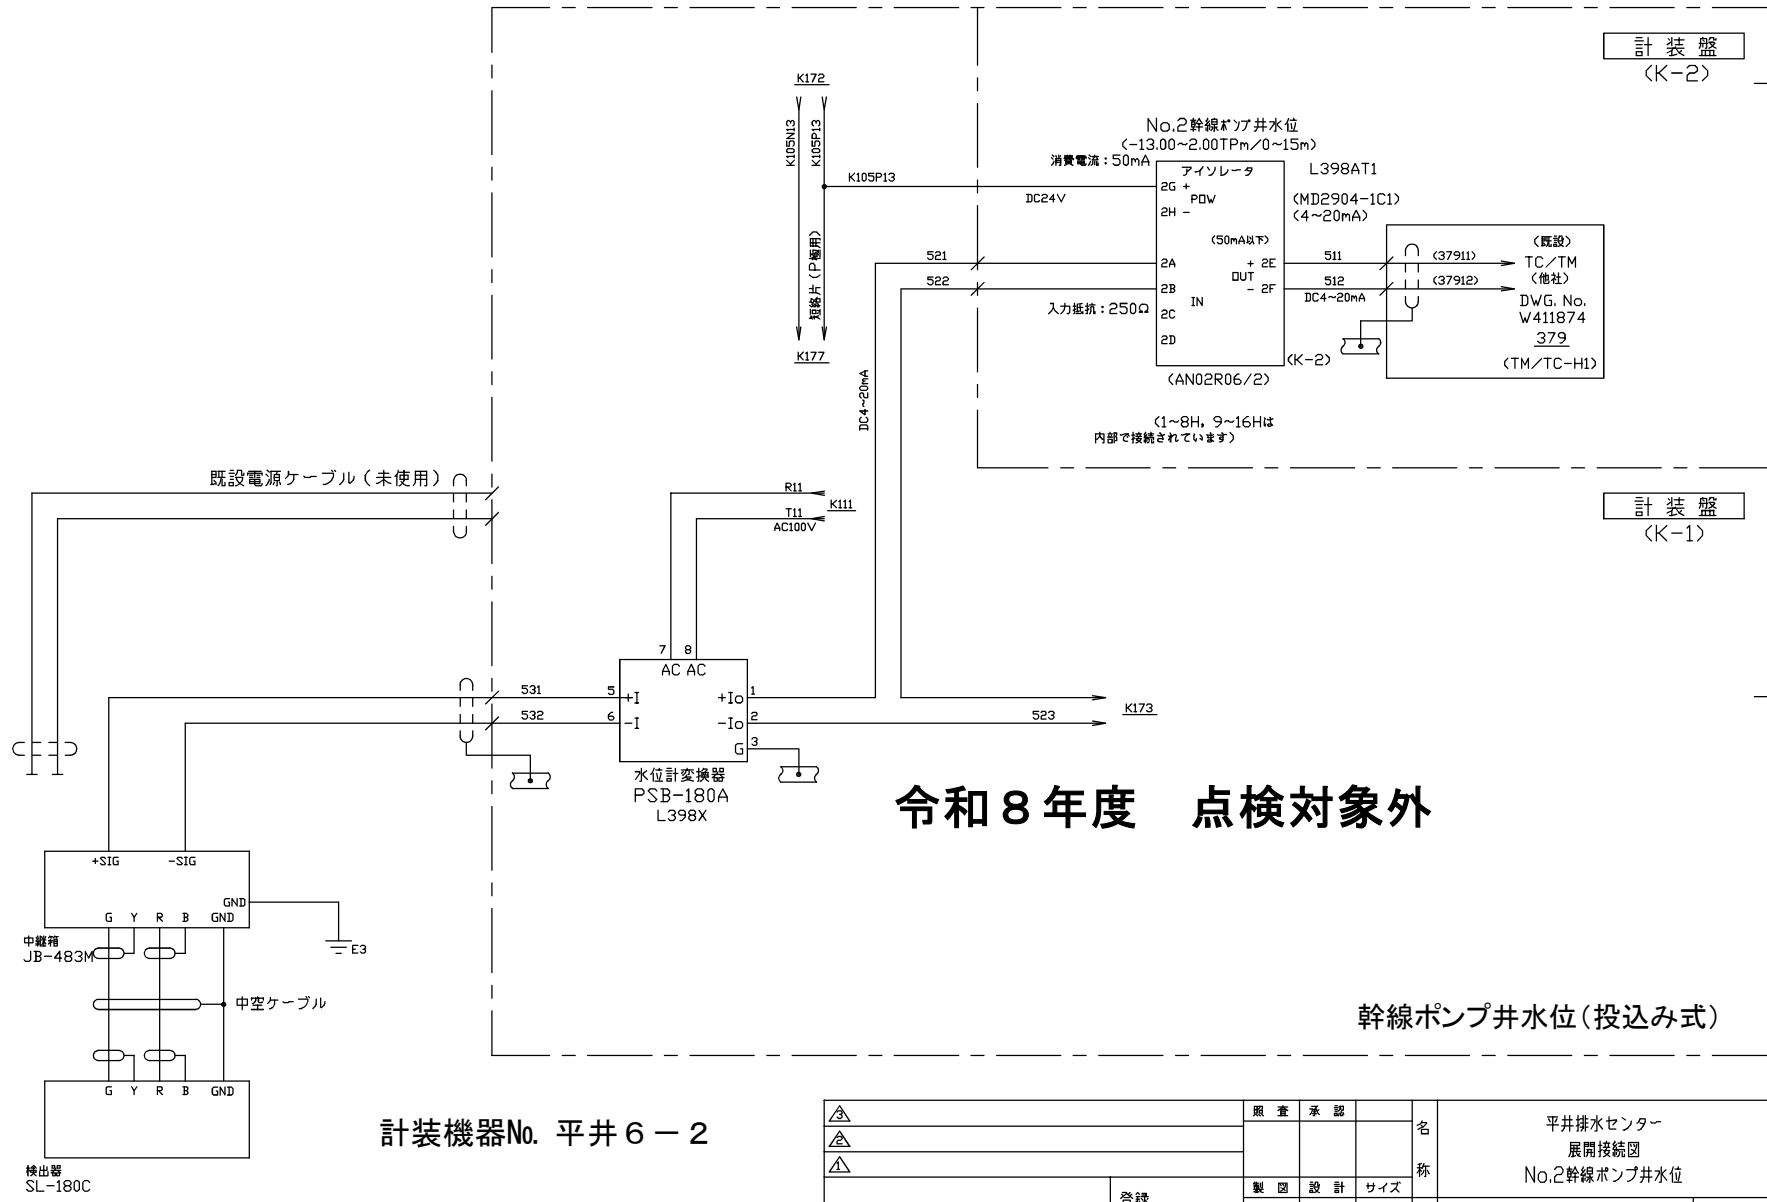 計装盤
(K-2)
K172
K105N13
K105P13
短絡片(P極用)
K177
K105P13
DC24V
No.2幹線ポンプ井水位
(-13.00~2.00TPm/0~15m)
消費電流：50mA
アイソレータ
L398AT1
(MD2904-1C1)
(4~20mA)
2G +
POW
2H -
(50mA以下)
2A
+ 2E
OUT
2B
- 2F
IN
2C
2D
入力抵抗：250Ω
(K-2)
(AN02R06/2)
(1~8H, 9~16Hは
内部で接続されています)
521
522
511
512
DC4~20mA
(37911)
(37912)
(既設)
TC/TM
(他社)
DWG. No.
W411874
379
(TM/TC-H1)
DC4~20mA
計装盤
(K-1)
既設電源ケーブル(未使用)
R11
T11
AC100V
K111
7 8
AC AC
531
532
5
6
+I
-I
+Io
-Io
G
1
2
3
523
K173
水位計変換器
PSB-180A
L398X
令和８年度　点検対象外
+SIG
-SIG
GND
G Y R B GND
中継箱
JB-483M
E3
中空ケーブル
G Y R B GND
検出器
SL-180C
幹線ポンプ井水位(投込み式)
計装機器№ 平井６－２
3
2
1
登録
照査
承認
製図
設計
サイズ
名称
平井排水センター
展開接続図
No.2幹線ポンプ井水位